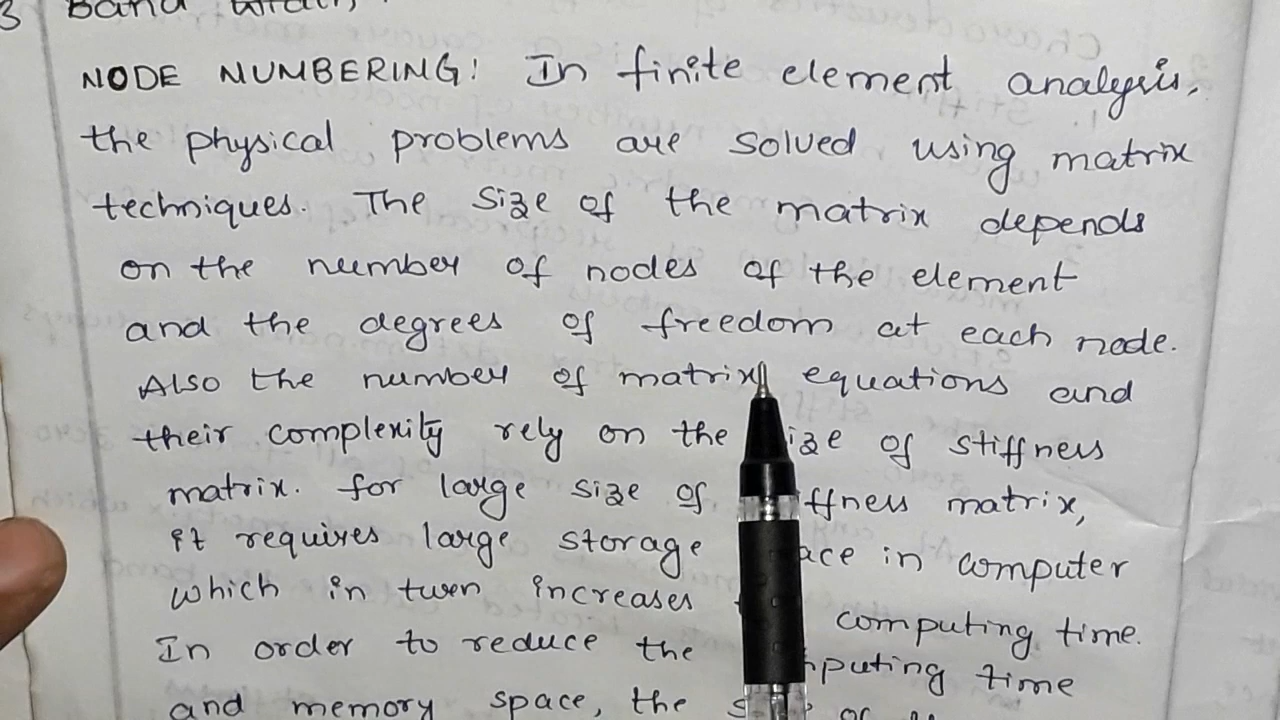 3 Band
NODE NUMBERING: In finite element analysis,
the physical problems are solved using matrix
techniques. The size of the matrix depends
on the number of nodes of the element
and the degrees of freedom at each node.
Also the number of matrix equations and
their complexity rely on the ize of stiffness
matrix. for large size of ffness matrix,
it requires large storage ace in computer
which in turn increases computing time.
In order to reduce the mputing time
and memory space, the